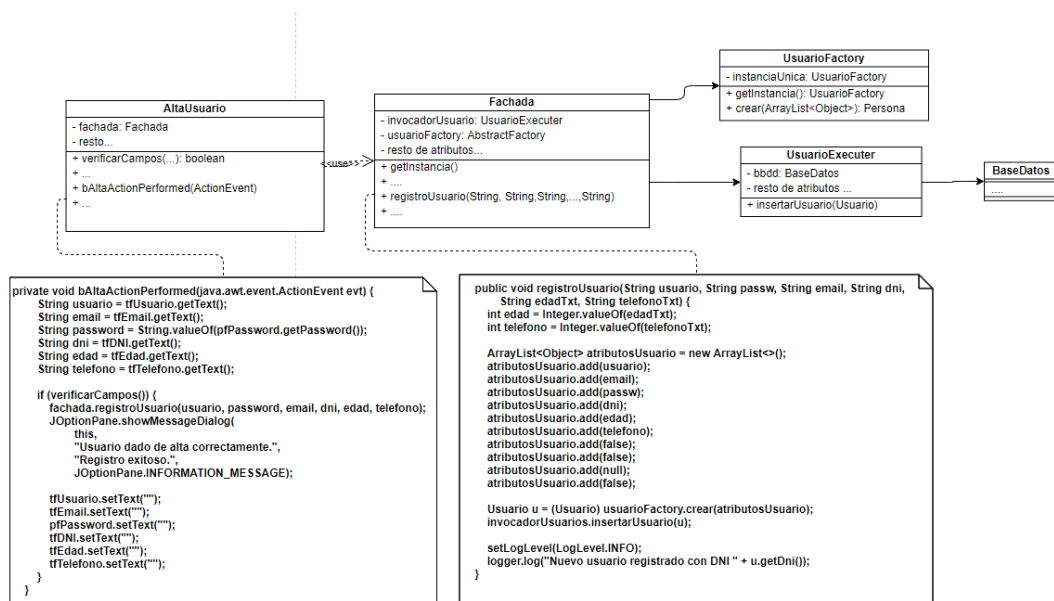 UsuarioFactory
- instanciaUnica: UsuarioFactory
+ getInstancia(): UsuarioFactory
+ crear(ArrayList<Object>): Persona
AltaUsuario
- fachada: Fachada
- resto...
+ verificarCampos(...): boolean
+ ...
+ bAltaActionPerformed(ActionEvent)
+ ...
<<use>>
Fachada
- invocadorUsuario: UsuarioExecuter
- usuarioFactory: AbstractFactory
- resto de atributos...
+ getInstancia()
+ ....
+ registroUsuario(String, String,String,...,String)
+ ....
UsuarioExecuter
- bbdd: BaseDatos
- resto de atributos ...
+ insertarUsuario(Usuario)
BaseDatos
....
private void bAltaActionPerformed(java.awt.event.ActionEvent evt) {
String usuario = tfUsuario.getText();
String email = tfEmail.getText();
String password = String.valueOf(pfPassword.getPassword());
String dni = tfDNI.getText();
String edad = tfEdad.getText();
String telefono = tfTelefono.getText();
if (verificarCampos()) {
fachada.registroUsuario(usuario, password, email, dni, edad, telefono);
JOptionPane.showMessageDialog(
this,
"Usuario dado de alta correctamente.",
"Registro exitoso.",
JOptionPane.INFORMATION_MESSAGE);
tfUsuario.setText("");
tfEmail.setText("");
pfPassword.setText("");
tfDNI.setText("");
tfEdad.setText("");
tfTelefono.setText("");
}
}
public void registroUsuario(String usuario, String passw, String email, String dni,
String edadTxt, String telefonoTxt) {
int edad = Integer.valueOf(edadTxt);
int telefono = Integer.valueOf(telefonoTxt);
ArrayList<Object> atributosUsuario = new ArrayList<>();
atributosUsuario.add(usuario);
atributosUsuario.add(email);
atributosUsuario.add(passw);
atributosUsuario.add(dni);
atributosUsuario.add(edad);
atributosUsuario.add(telefono);
atributosUsuario.add(false);
atributosUsuario.add(false);
atributosUsuario.add(null);
atributosUsuario.add(false);
Usuario u = (Usuario) usuarioFactory.crear(atributosUsuario);
invocadorUsuarios.insertarUsuario(u);
setLogLevel(LogLevel.INFO);
logger.log("Nuevo usuario registrado con DNI " + u.getDni());
}